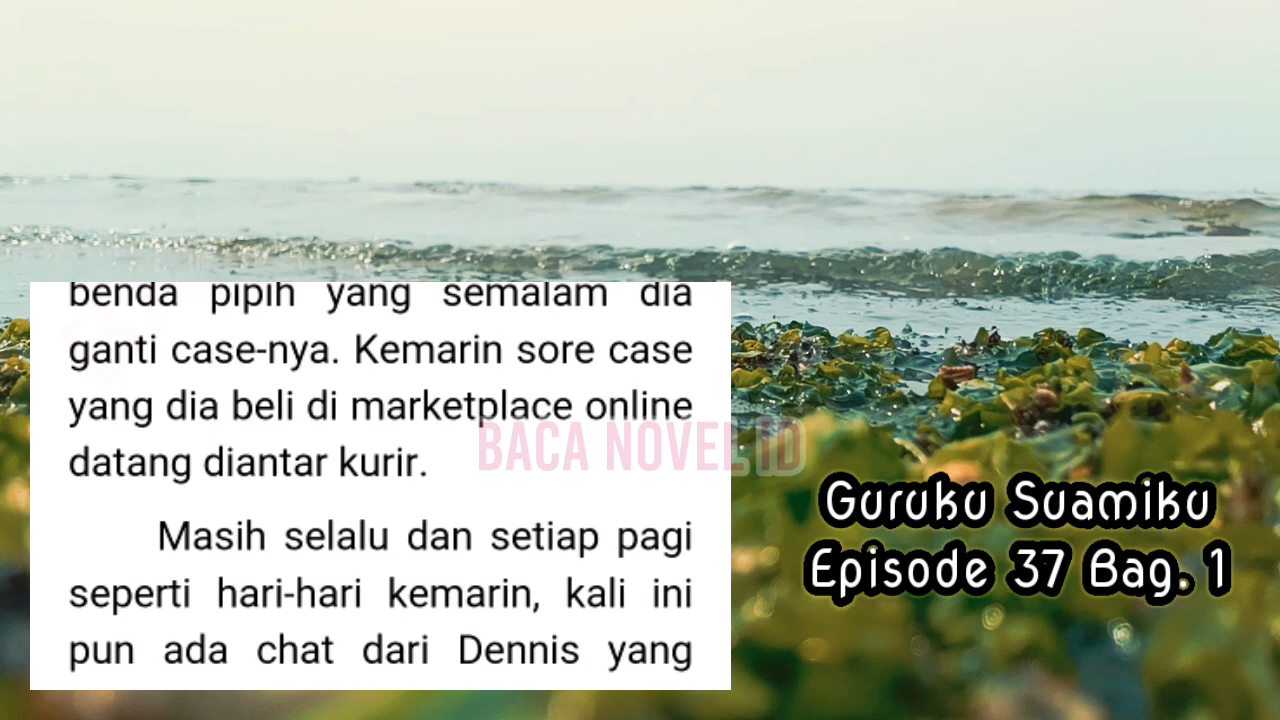 benda pipih yang semalam dia
ganti case-nya. Kemarin sore case
yang dia beli di marketplace online
datang diantar kurir.
Masih selalu dan setiap pagi
seperti hari-hari kemarin, kali ini
pun ada chat dari Dennis yang
BACA NOVEL ID
Guruku Suamiku
Episode 37 Bag. 1